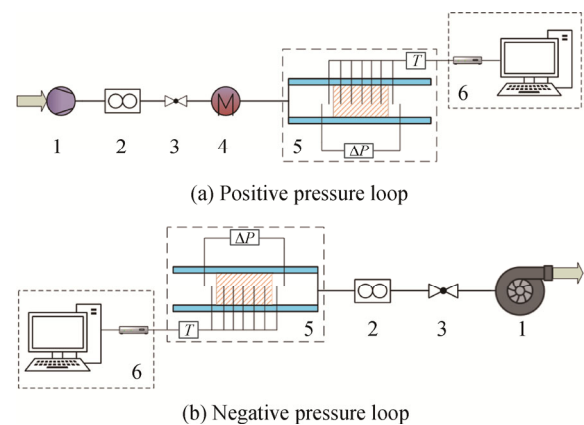 T
6
1 2 3 4 5
ΔP
(a) Positive pressure loop
ΔP
T
5 2 3 1
6
(b) Negative pressure loop